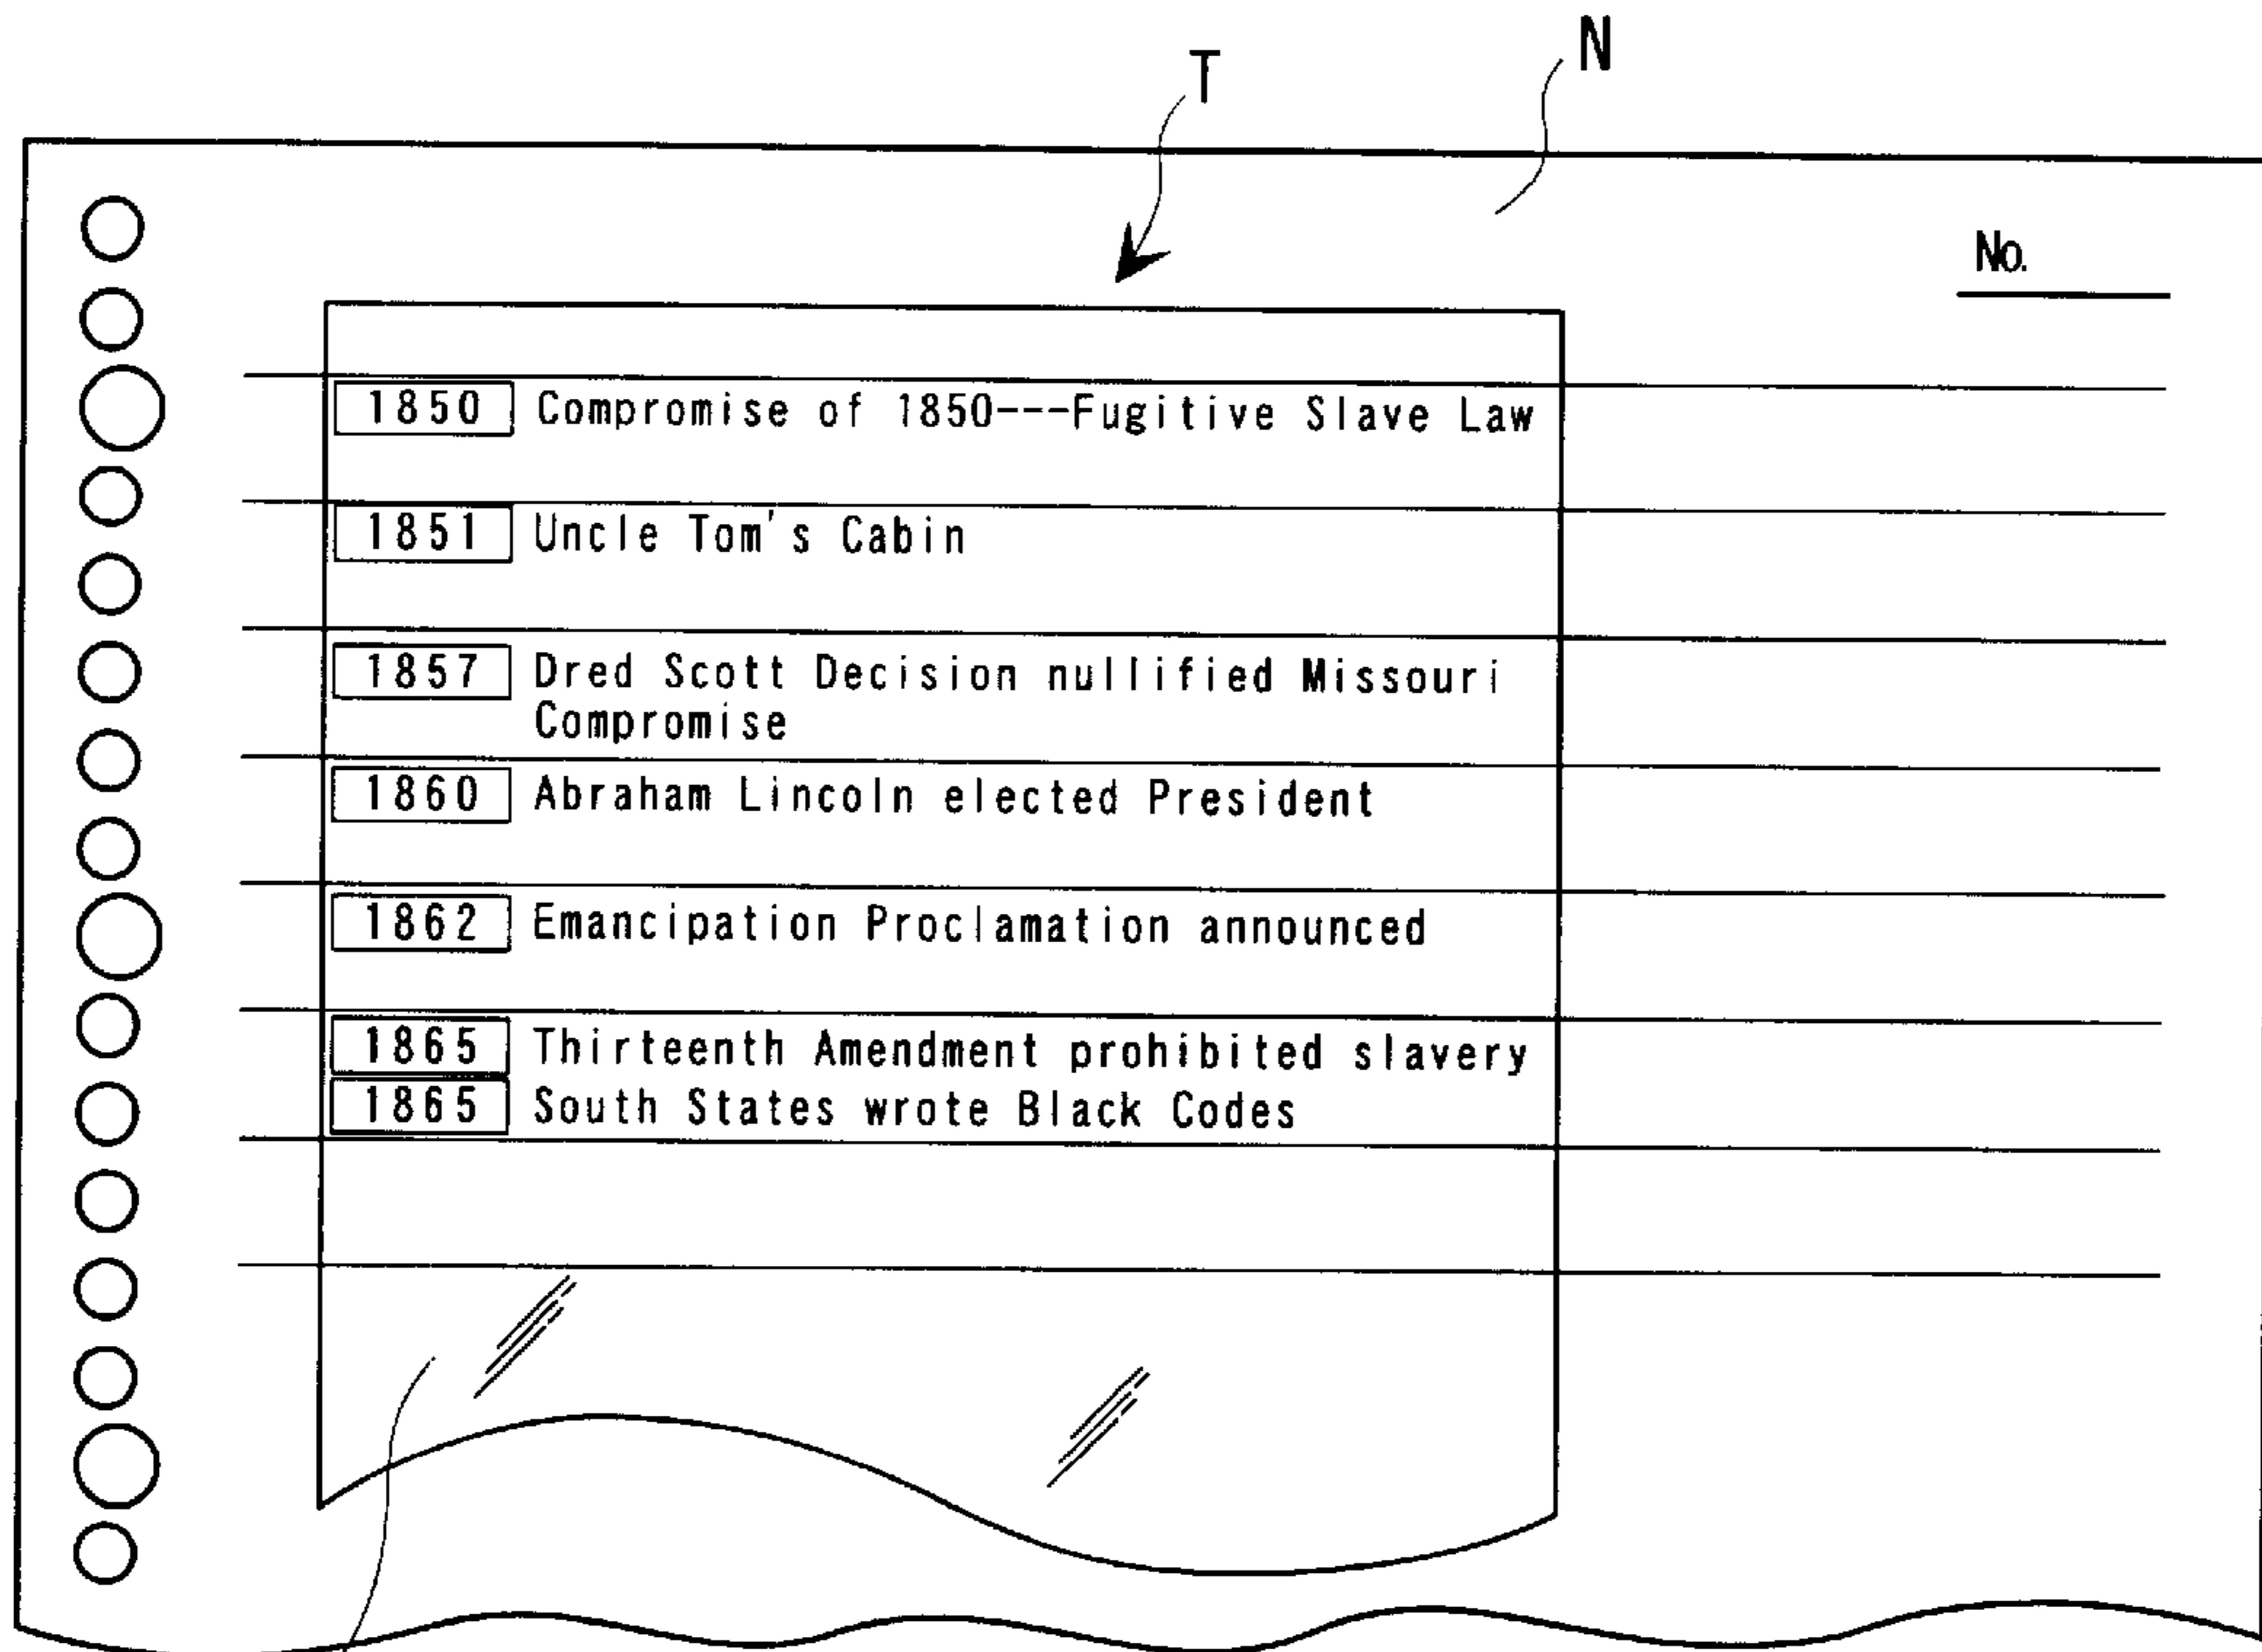 T
N
No.
1850 Compromise of 1850---Fugitive Slave Law
1851 Uncle Tom's Cabin
1857 Dred Scott Decision nullified Missouri
Compromise
1860 Abraham Lincoln elected President
1862 Emancipation Proclamation announced
1865 Thirteenth Amendment prohibited slavery
1865 South States wrote Black Codes